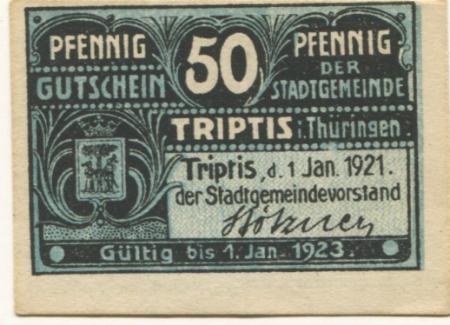 PFENNIG 50 PFENNIG
GUTSCHEIN DER STADTGEMEINDE
TRIPTIS i. Thüringen.
Triptis, d. 1 Jan. 1921.
der Stadtgemeindevorstand
Gültig bis 1. Jan. 1923.